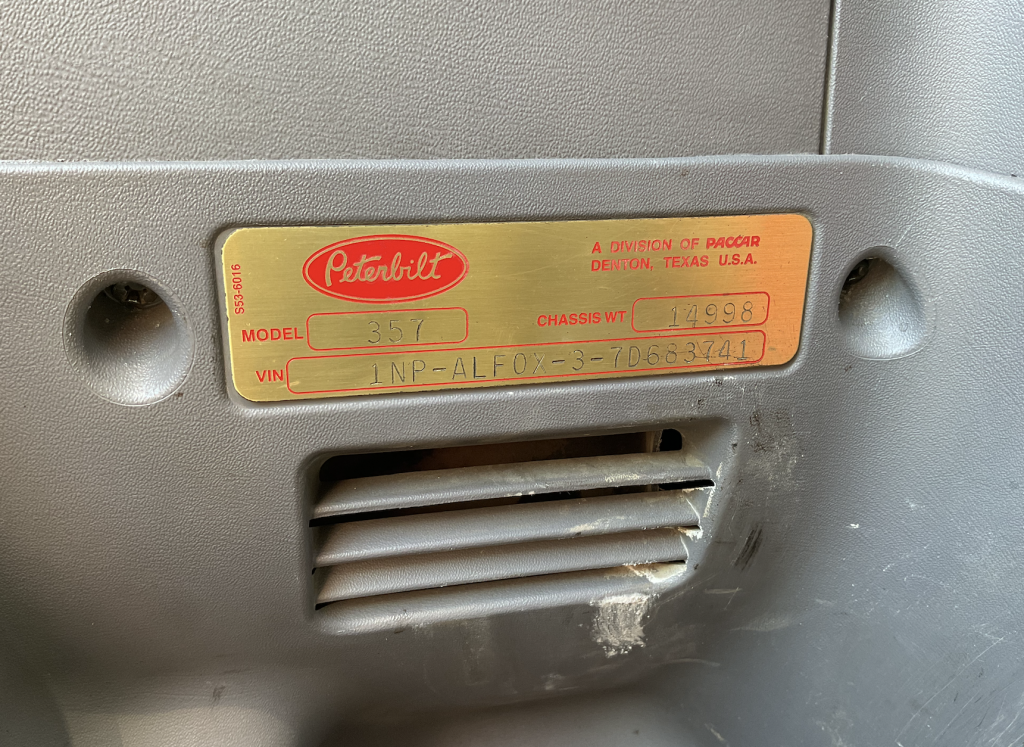 Peterbilt
A DIVISION OF PACCAR
DENTON, TEXAS U.S.A.
S53-6016
MODEL 357
CHASSIS WT 14998
VIN 1NP-ALF0X-3-7D683741